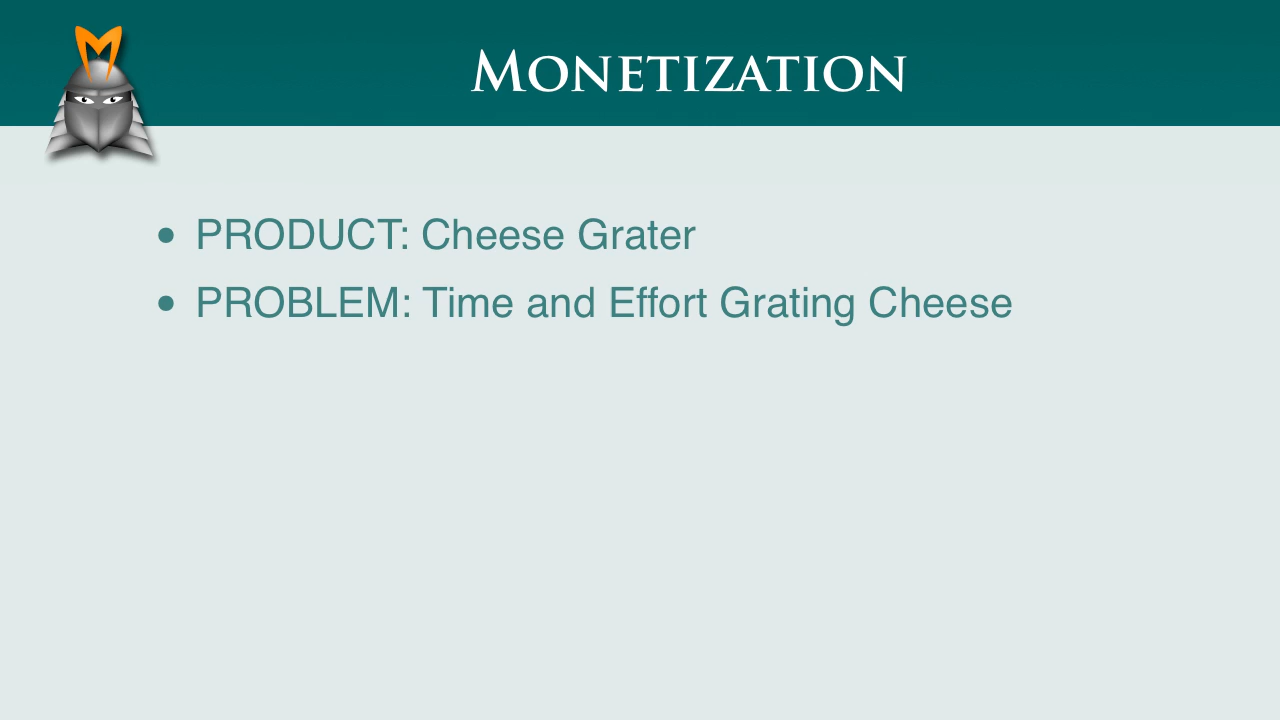 Monetization
• PRODUCT: Cheese Grater
• PROBLEM: Time and Effort Grating Cheese